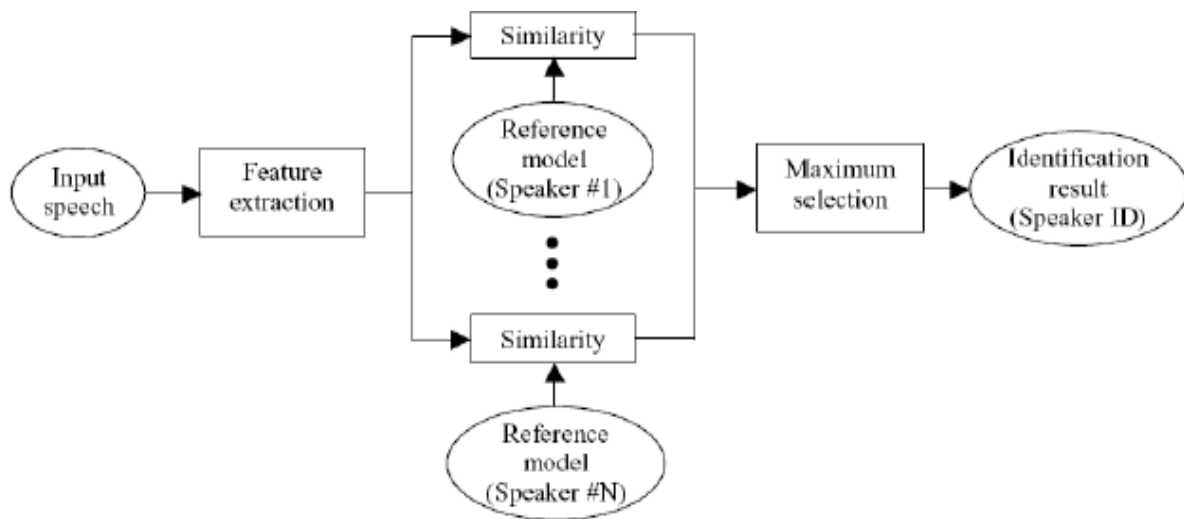 Similarity
Reference
model
(Speaker #1)
Input
speech
Feature
extraction
Maximum
selection
Identification
result
(Speaker ID)
Similarity
Reference
model
(Speaker #N)